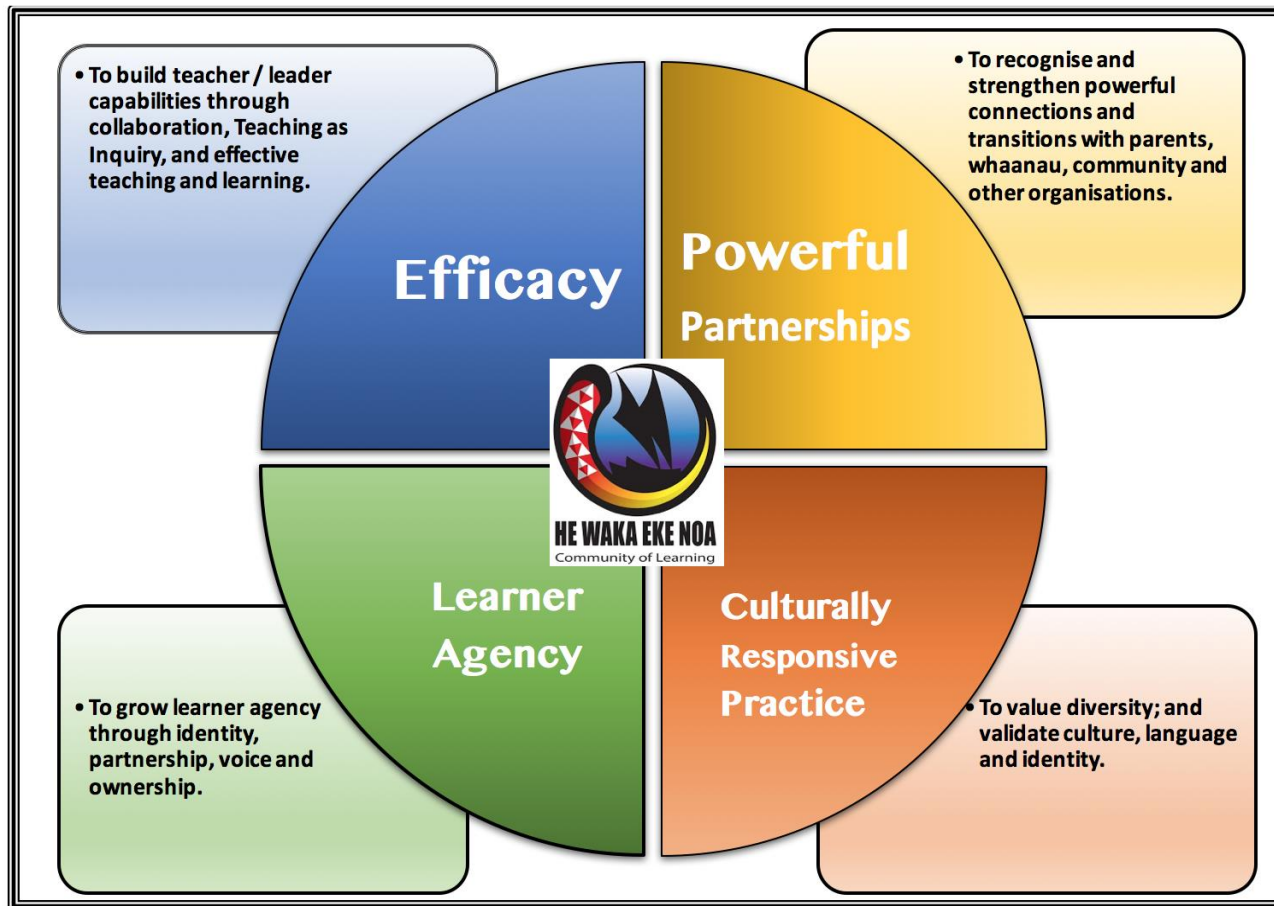 • To build teacher / leader
capabilities through
collaboration, Teaching as
Inquiry, and effective
teaching and learning.
Efficacy
• To recognise and
strengthen powerful
connections and
transitions with parents,
whaanau, community and
other organisations.
Powerful
Partnerships
HE WAKA EKE NOA
Community of Learning
Learner
Agency
• To grow learner agency
through identity,
partnership, voice and
ownership.
Culturally
Responsive
Practice
• To value diversity; and
validate culture, language
and identity.